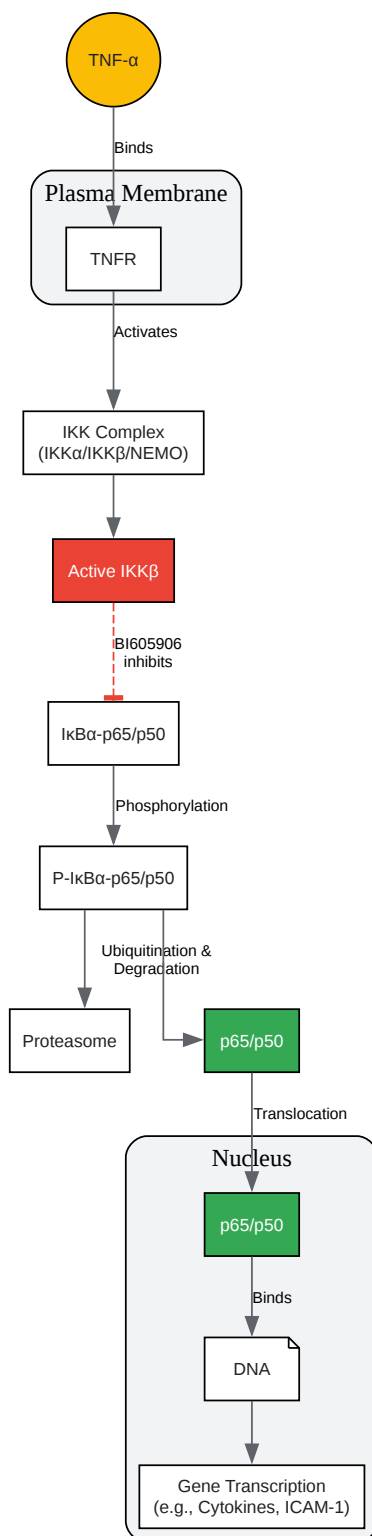 TNF-α
Binds
Plasma Membrane
TNFR
Activates
IKK Complex
(IKKα/IKKβ/NEMO)
Active IKKβ
BI605906
inhibits
IκBα-p65/p50
Phosphorylation
P-IκBα-p65/p50
Ubiquitination &
Degradation
Proteasome
p65/p50
Translocation
Nucleus
p65/p50
Binds
DNA
Gene Transcription
(e.g., Cytokines, ICAM-1)